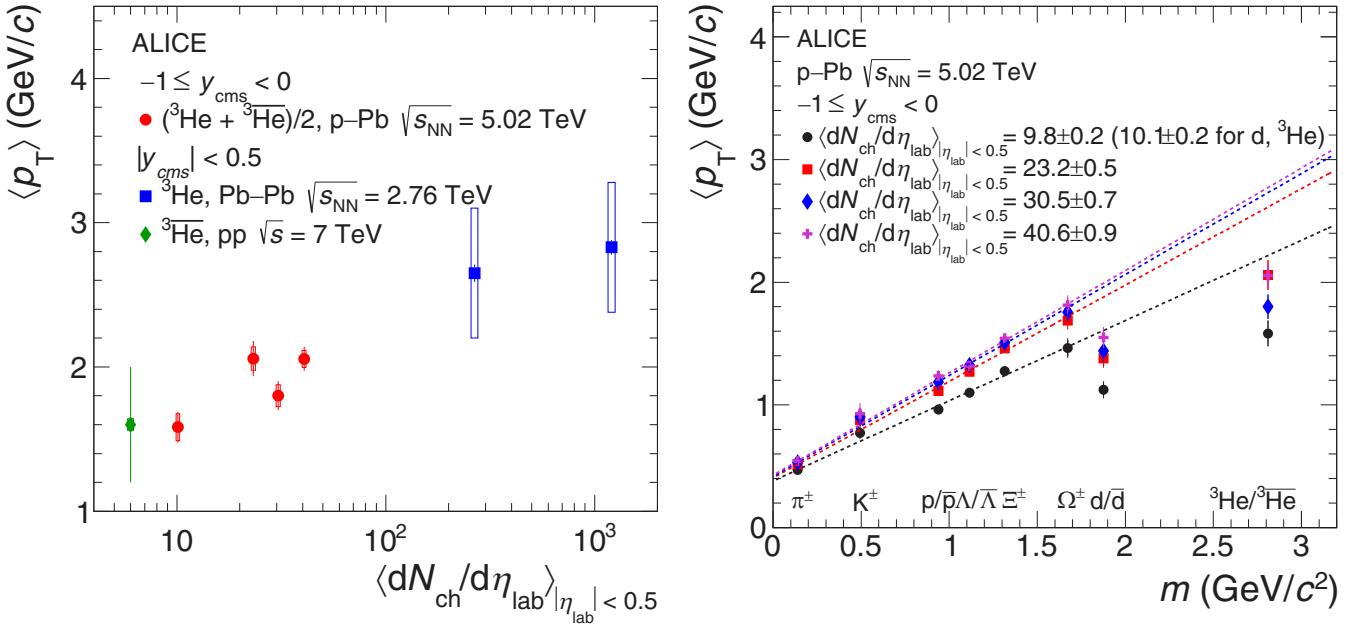 ALICE
−1 ≤ y_cms < 0
(³He + ³H̅e̅)/2, p−Pb √s_NN = 5.02 TeV
|y_cms| < 0.5
³He, Pb−Pb √s_NN = 2.76 TeV
³H̅e̅, pp √s = 7 TeV
⟨p_T⟩ (GeV/c)
4
3
2
1
10
10²
10³
⟨dN_ch/dη_lab⟩_|η_lab| < 0.5
ALICE
p−Pb √s_NN = 5.02 TeV
−1 ≤ y_cms < 0
⟨dN_ch/dη_lab⟩_|η_lab| < 0.5 = 9.8±0.2 (10.1±0.2 for d, ³He)
⟨dN_ch/dη_lab⟩_|η_lab| < 0.5 = 23.2±0.5
⟨dN_ch/dη_lab⟩_|η_lab| < 0.5 = 30.5±0.7
⟨dN_ch/dη_lab⟩_|η_lab| < 0.5 = 40.6±0.9
⟨p_T⟩ (GeV/c)
4
3
2
1
0
π± K± p/p̅ Λ/Λ̅ Ξ± Ω± d/d̅ ³He/³H̅e̅
0 0.5 1 1.5 2 2.5 3
m (GeV/c²)